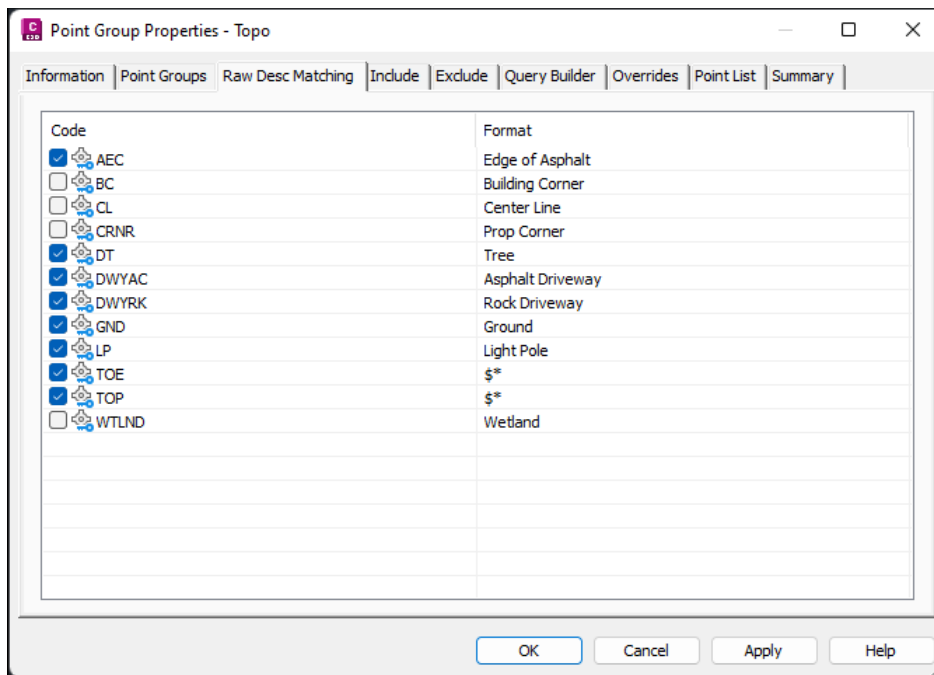 C
C3D
Point Group Properties - Topo
Information Point Groups Raw Desc Matching Include Exclude Query Builder Overrides Point List Summary
Code Format
AEC Edge of Asphalt
BC Building Corner
CL Center Line
CRNR Prop Corner
DT Tree
DWYAC Asphalt Driveway
DWYRK Rock Driveway
GND Ground
LP Light Pole
TOE $*
TOP $*
WTLND Wetland
OK Cancel Apply Help